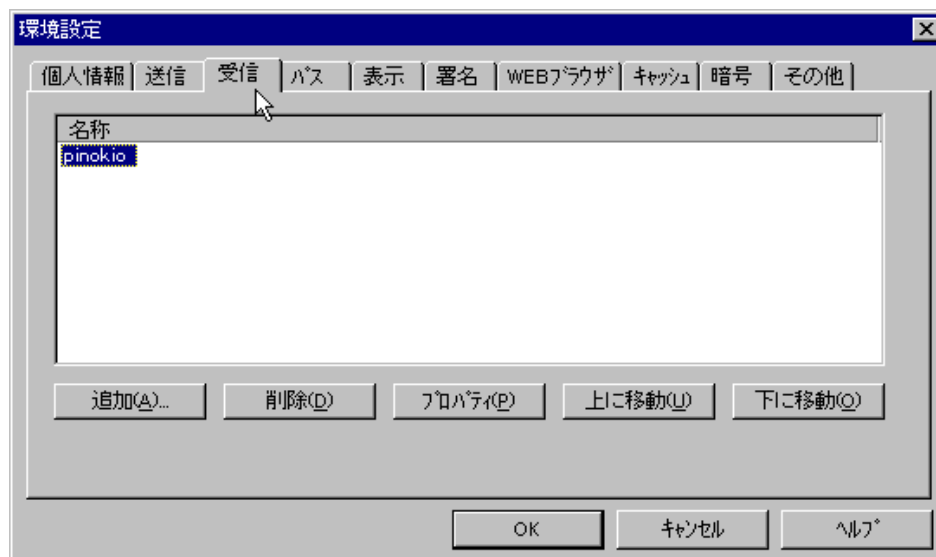 環境設定
個人情報 送信 受信 ﾊﾟｽ 表示 署名 WEBﾌﾞﾗｳｻﾞ ｷｬｯｼｭ 暗号 その他
名称
pinokio
追加(A)... 削除(D) ﾌﾟﾛﾊﾟﾃｨ(P) 上に移動(U) 下に移動(O)
OK ｷｬﾝｾﾙ ﾍﾙﾌﾟ